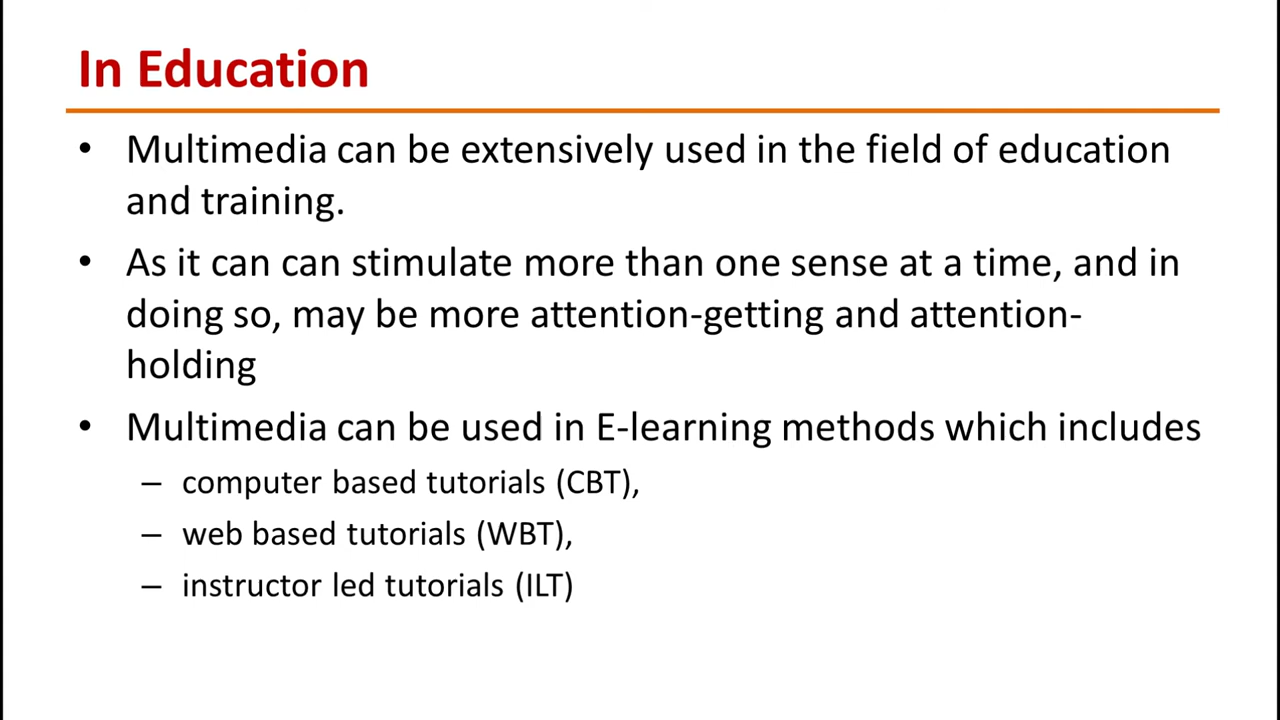 In Education
• Multimedia can be extensively used in the field of education
and training.
• As it can can stimulate more than one sense at a time, and in
doing so, may be more attention-getting and attention-
holding
• Multimedia can be used in E-learning methods which includes
– computer based tutorials (CBT),
– web based tutorials (WBT),
– instructor led tutorials (ILT)